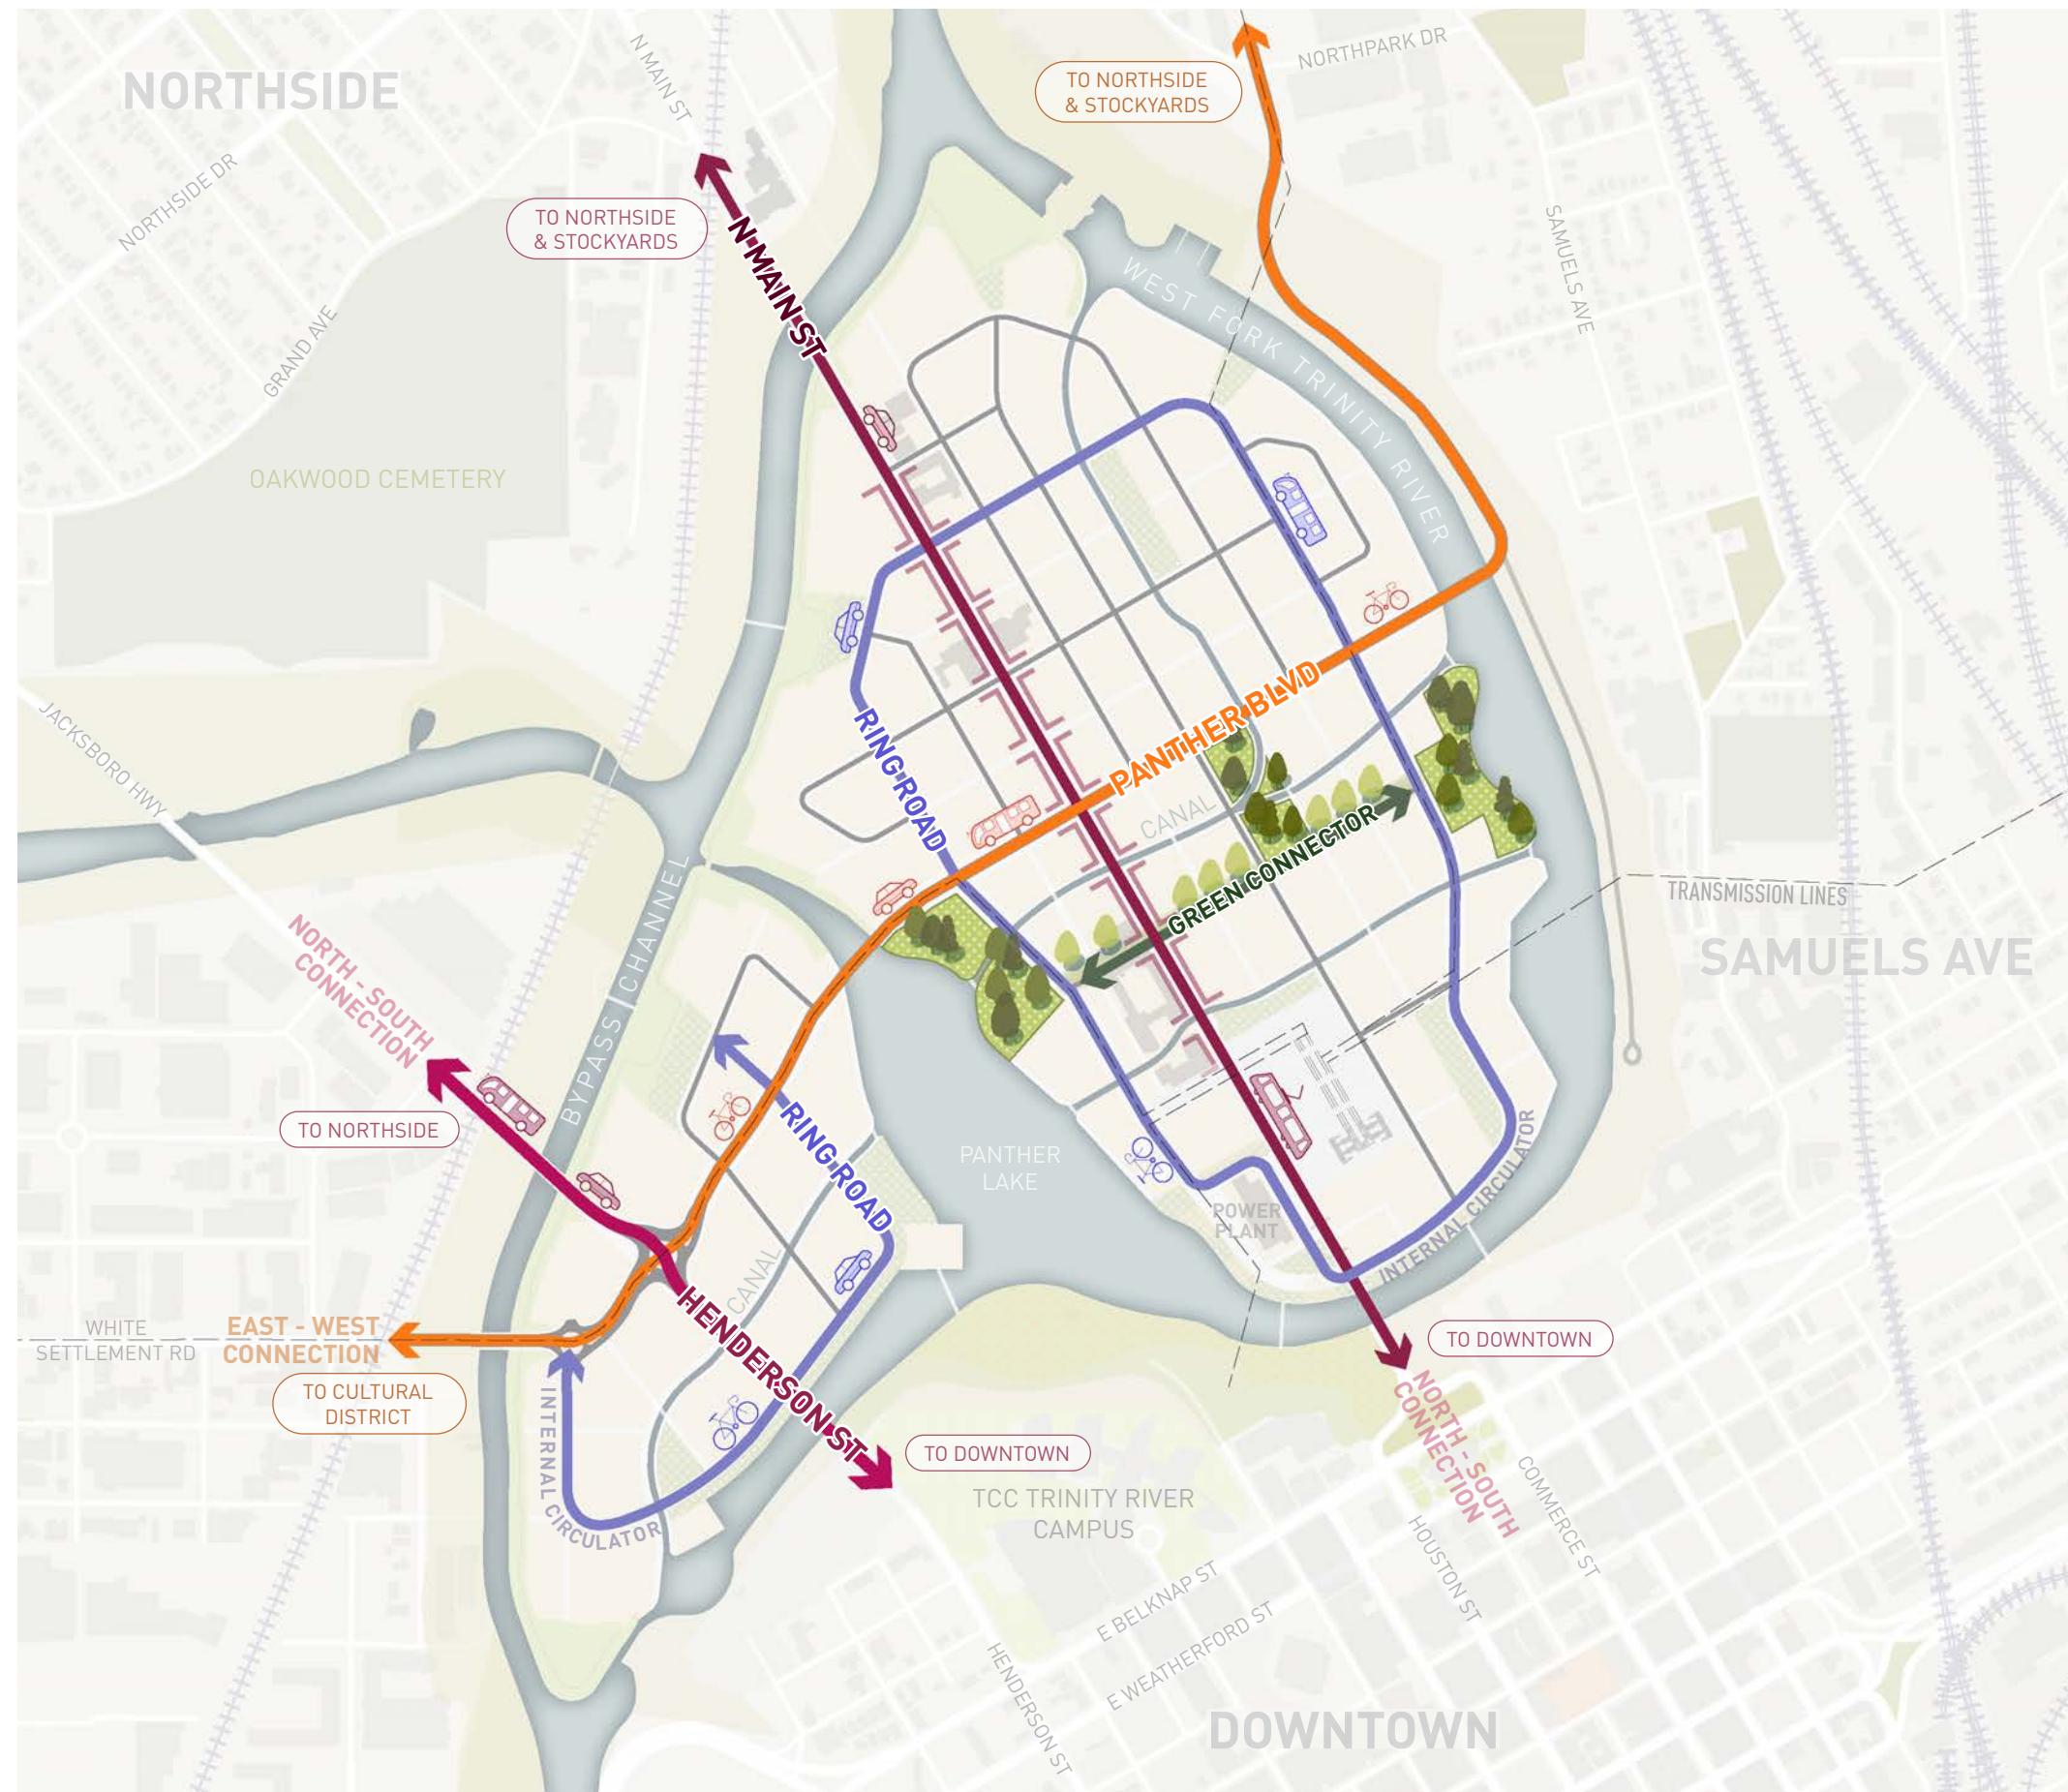 NORTHSIDE
N MAIN ST
NORTHPARK DR
TO NORTHSIDE
& STOCKYARDS
NORTHSIDE DR
TO NORTHSIDE
& STOCKYARDS
N MAIN ST
WEST FORK TRINITY RIVER
SAMUELS AVE
GRAND AVE
OAKWOOD CEMETERY
JACKSBORO HWY
RING ROAD
PANTHER BLVD
CANAL
GREEN CONNECTOR
TRANSMISSION LINES
SAMUELS AVE
NORTH - SOUTH
CONNECTION
BYPASS CHANNEL
TO NORTHSIDE
RING ROAD
PANTHER
LAKE
POWER
PLANT
INTERNAL CIRCULATOR
CANAL
HENDERSON ST
WHITE
SETTLEMENT RD
EAST - WEST
CONNECTION
TO CULTURAL
DISTRICT
INTERNAL CIRCULATOR
TO DOWNTOWN
NORTH - SOUTH
CONNECTION
TO DOWNTOWN
TCC TRINITY RIVER
CAMPUS
COMMERCE ST
HOUSTON ST
E BELKNAP ST
E WEATHERFORD ST
HENDERSON ST
DOWNTOWN